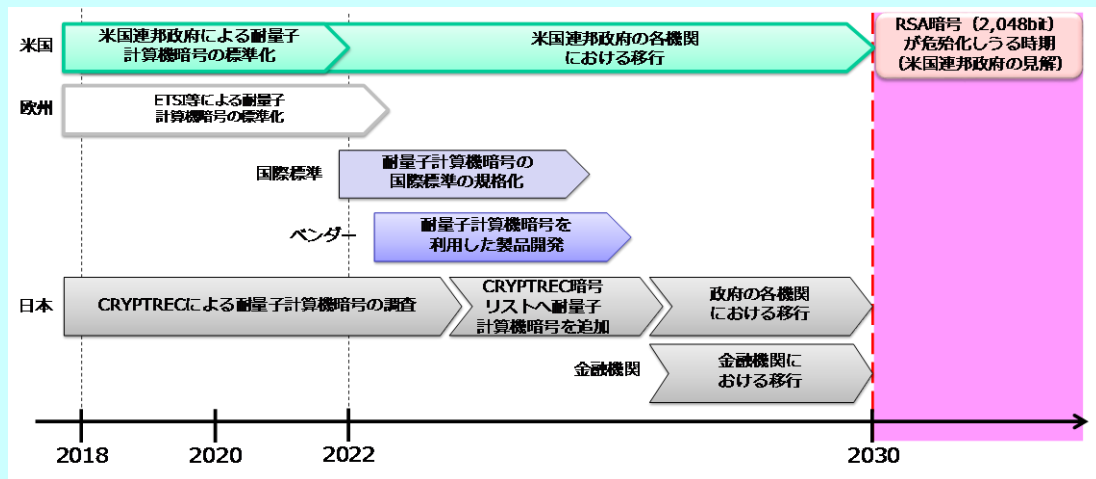 米国
米国連邦政府による耐量子
計算機暗号の標準化
米国連邦政府の各機関
における移行
RSA暗号（2,048bit）
が危殆化しうる時期
（米国連邦政府の見解）
欧州
ETSI等による耐量子
計算機暗号の標準化
国際標準
耐量子計算機暗号の
国際標準の規格化
ベンダー
耐量子計算機暗号を
利用した製品開発
日本
CRYPTRECによる耐量子計算機暗号の調査
CRYPTREC暗号
リストへ耐量子
計算機暗号を追加
政府の各機関
における移行
金融機関
金融機関に
おける移行
2018
2020
2022
2030